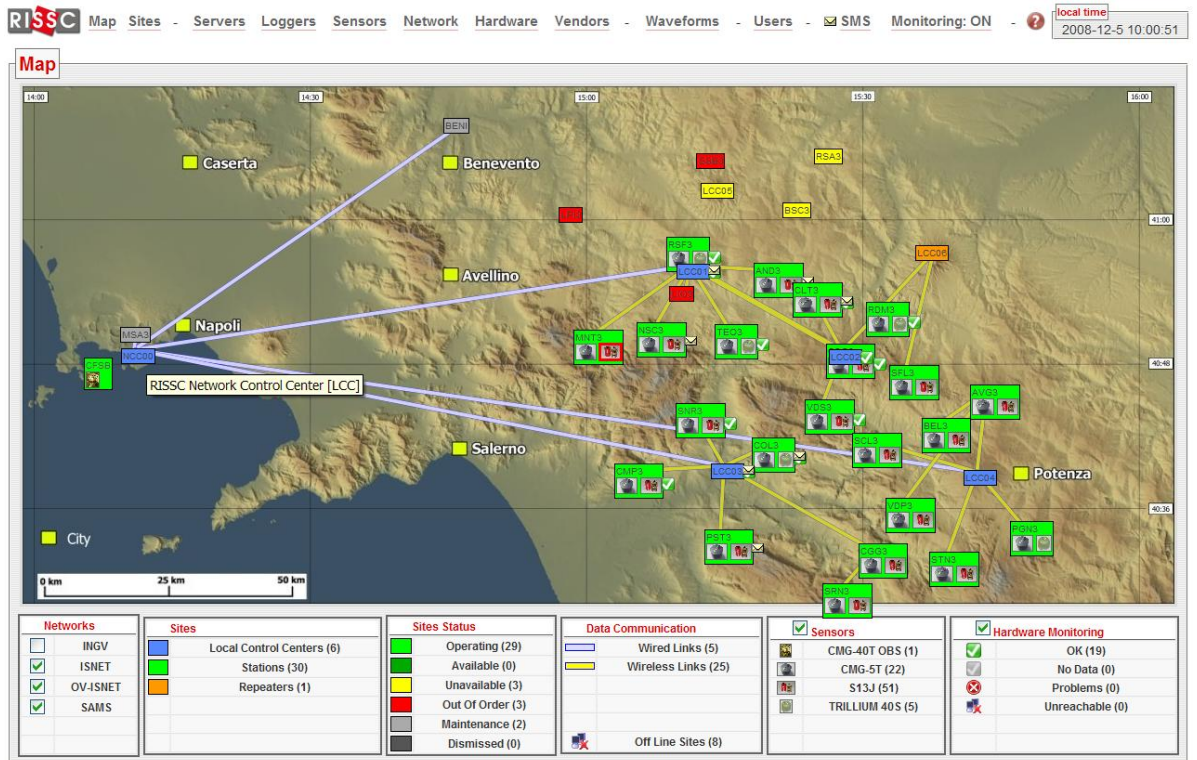 RISSC Map Sites - Servers Loggers Sensors Network Hardware Vendors - Waveforms - Users - SMS Monitoring: ON - ?
local time
2008-12-5 10:00:51
Map
14:00 14:30 15:00 15:30 16:00
BENI
Caserta
Benevento
RSA3
LCC05
BSC3
41:00
RSF3
LCC06
Avellino
LCC01
AND3
CLT3
RDM3
Napoli
MSA3
NSC3
TEO3
MNT3
NCC00
LCC02
40:48
CFSB
SFL3
RISSC Network Control Center [LCC]
AVG3
SNR3
VDS3
BEL3
Salerno
COL3
SCL3
CMP3
LCC03
LCC04
Potenza
VDP3
40:36
City
PST3
PGN3
CGG3
STN3
0 km 25 km 50 km
SRN3
Networks
INGV
ISNET
OV-ISNET
SAMS
Sites
Local Control Centers (6)
Stations (30)
Repeaters (1)
Sites Status
Operating (29)
Available (0)
Unavailable (3)
Out Of Order (3)
Maintenance (2)
Dismissed (0)
Data Communication
Wired Links (5)
Wireless Links (25)
Off Line Sites (8)
Sensors
CMG-40T OBS (1)
CMG-5T (22)
S13J (51)
TRILLIUM 40S (5)
Hardware Monitoring
OK (19)
No Data (0)
Problems (0)
Unreachable (0)